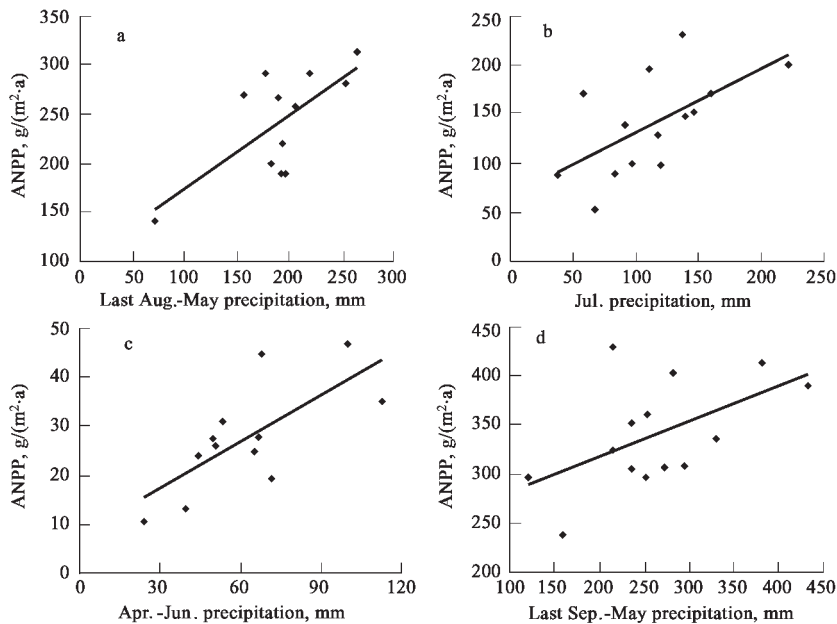 a
350
300
250
200
150
100
ANPP, g/(m²·a)
0 50 100 150 200 250 300
Last Aug.-May precipitation, mm
b
250
200
150
100
50
0
ANPP, g/(m²·a)
0 50 100 150 200 250
Jul. precipitation, mm
c
50
40
30
20
10
0
ANPP, g/(m²·a)
0 30 60 90 120
Apr.-Jun. precipitation, mm
d
450
400
350
300
250
200
ANPP, g/(m²·a)
100 150 200 250 300 350 400 450
Last Sep.-May precipitation, mm